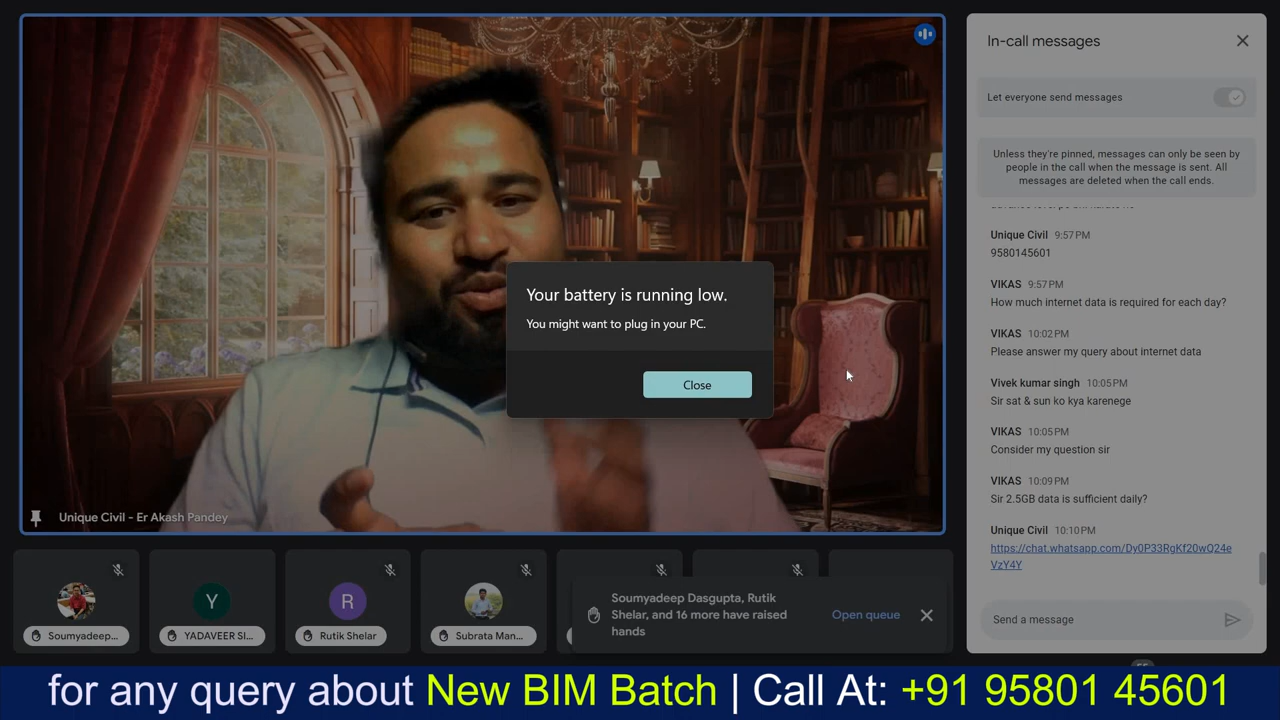 In-call messages
Let everyone send messages
Unless they're pinned, messages can only be seen by
people in the call when the message is sent. All
messages are deleted when the call ends.
Unique Civil 9:57 PM
9580145601
VIKAS 9:57 PM
How much internet data is required for each day?
VIKAS 10:02 PM
Please answer my query about internet data
Vivek kumar singh 10:05 PM
Sir sat & sun ko kya karenege
VIKAS 10:05 PM
Consider my question sir
VIKAS 10:09 PM
Sir 2.5GB data is sufficient daily?
Unique Civil 10:10 PM
https://chat.whatsapp.com/Dy0P33RgKf20wQ24e
VzY4Y
Send a message
Your battery is running low.
You might want to plug in your PC.
Close
Unique Civil - Er Akash Pandey
Soumyadeep...
Y
YADAVEER SI...
R
Rutik Shelar
Subrata Man...
Soumyadeep Dasgupta, Rutik
Shelar, and 16 more have raised
hands
Open queue
for any query about New BIM Batch | Call At: +91 95801 45601